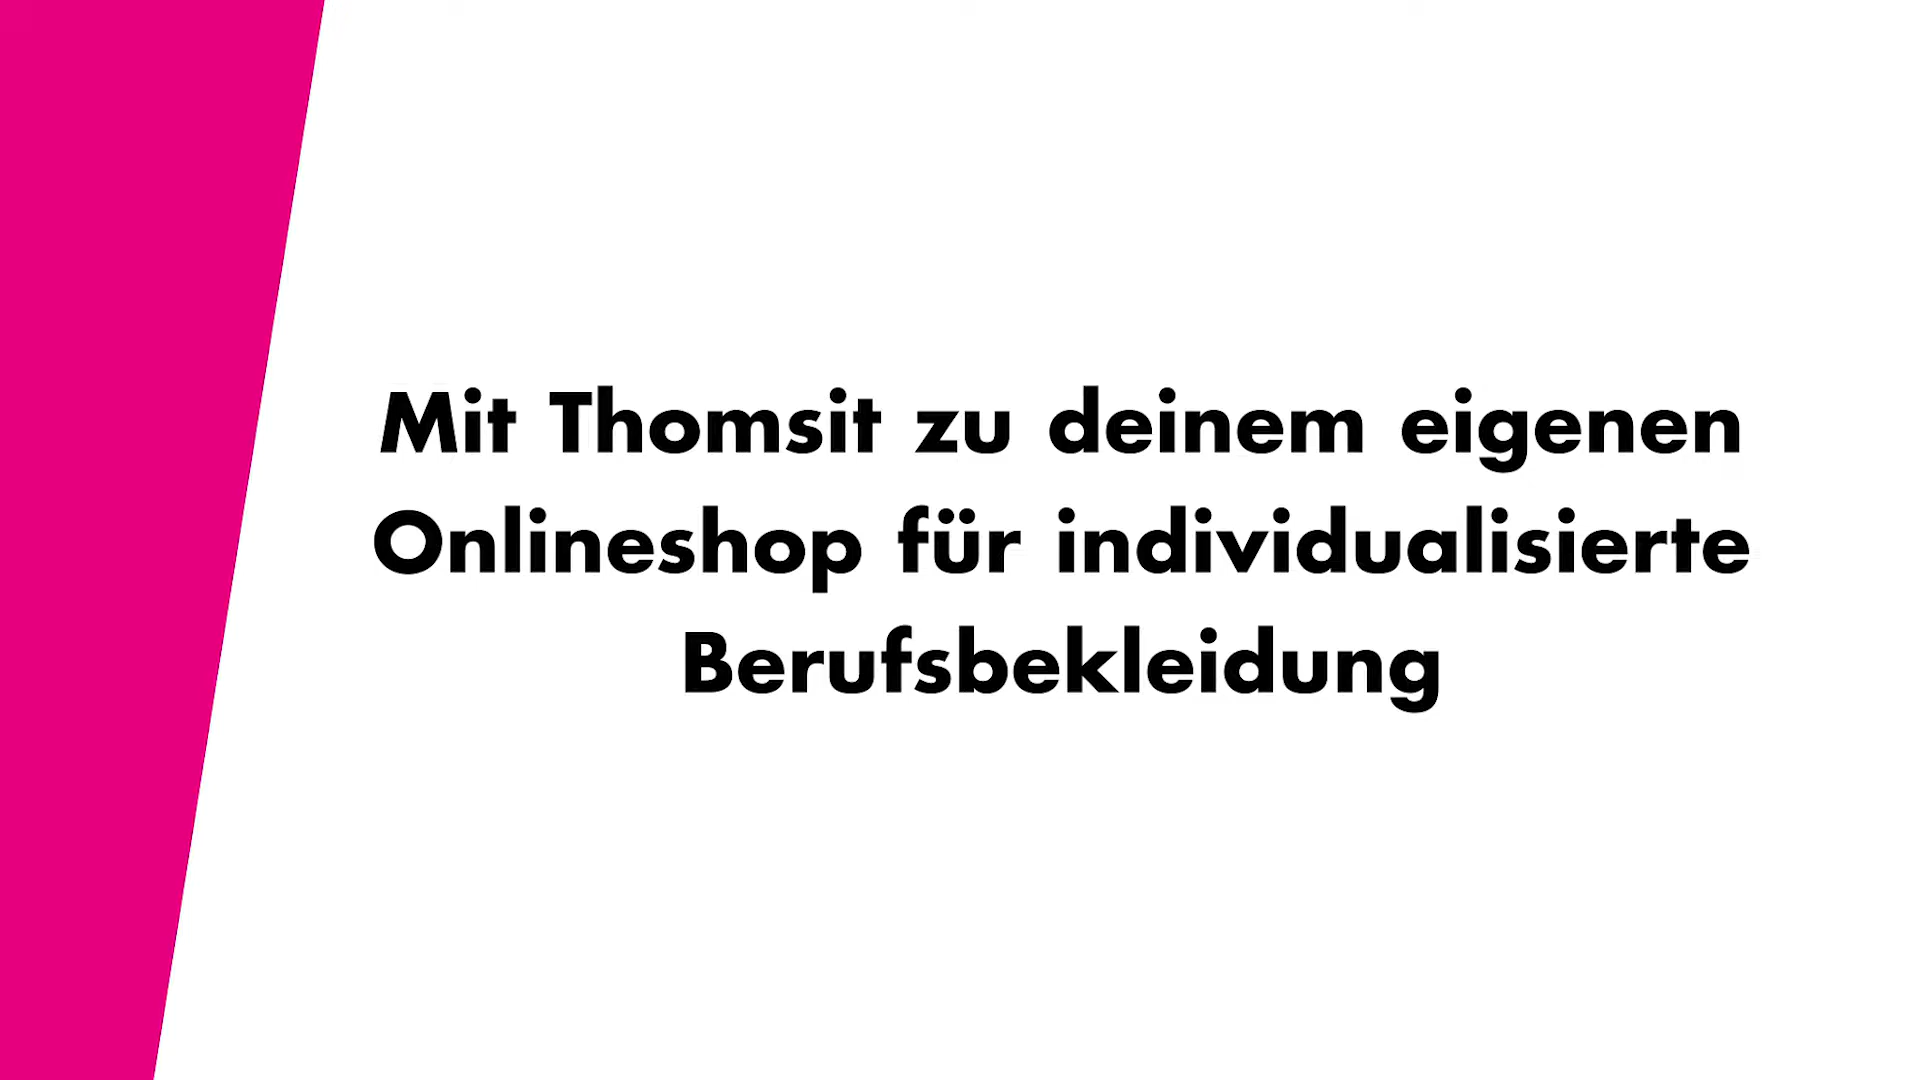 Mit Thomsit zu deinem eigenen
Onlineshop für individualisierte
Berufsbekleidung